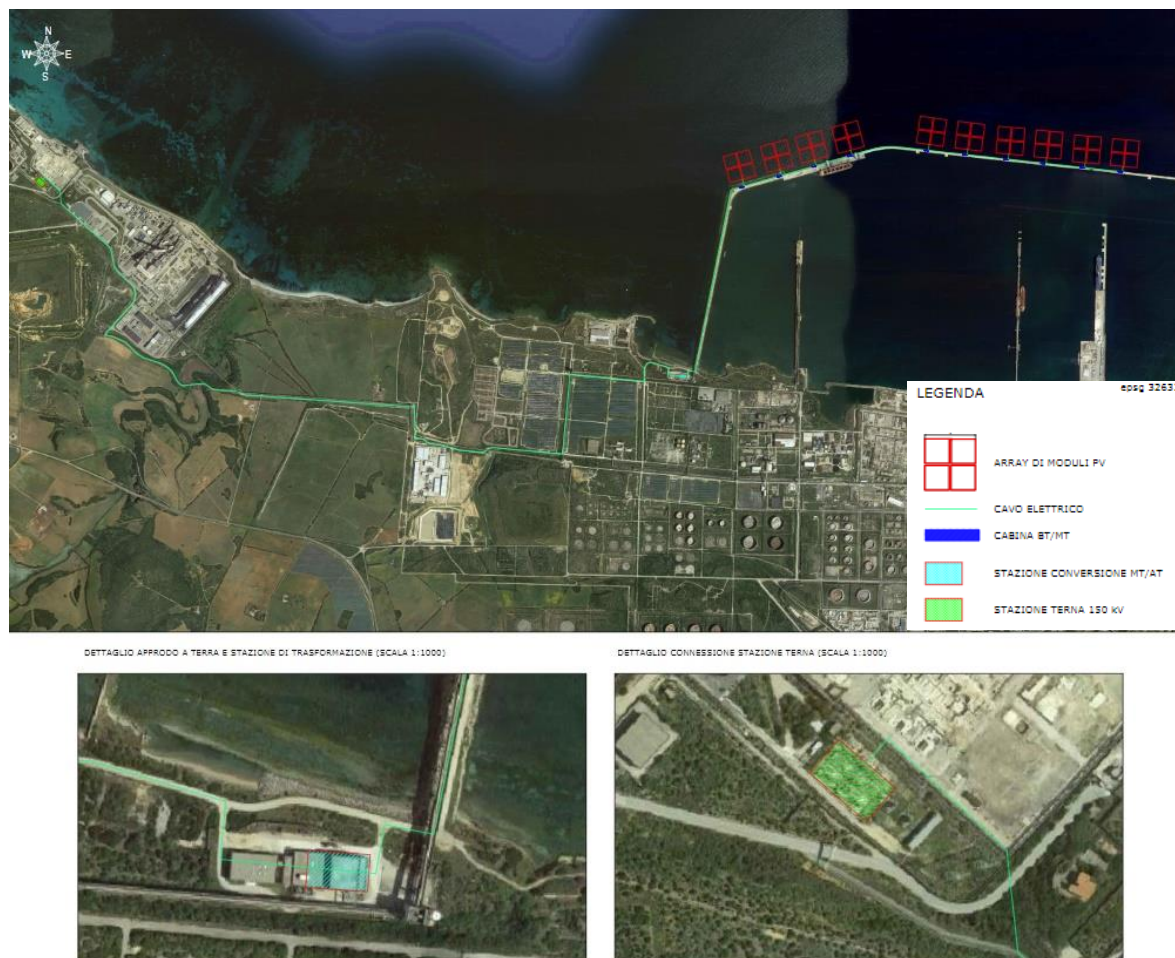 N
W E
S
LEGENDA
epsg 3263
ARRAY DI MODULI PV
CAVO ELETTRICO
CABINA BT/MT
STAZIONE CONVERSIONE MT/AT
STAZIONE TERNA 150 kV
DETTAGLIO APPRODO A TERRA E STAZIONE DI TRASFORMAZIONE (SCALA 1:1000)
DETTAGLIO CONNESSIONE STAZIONE TERNA (SCALA 1:1000)